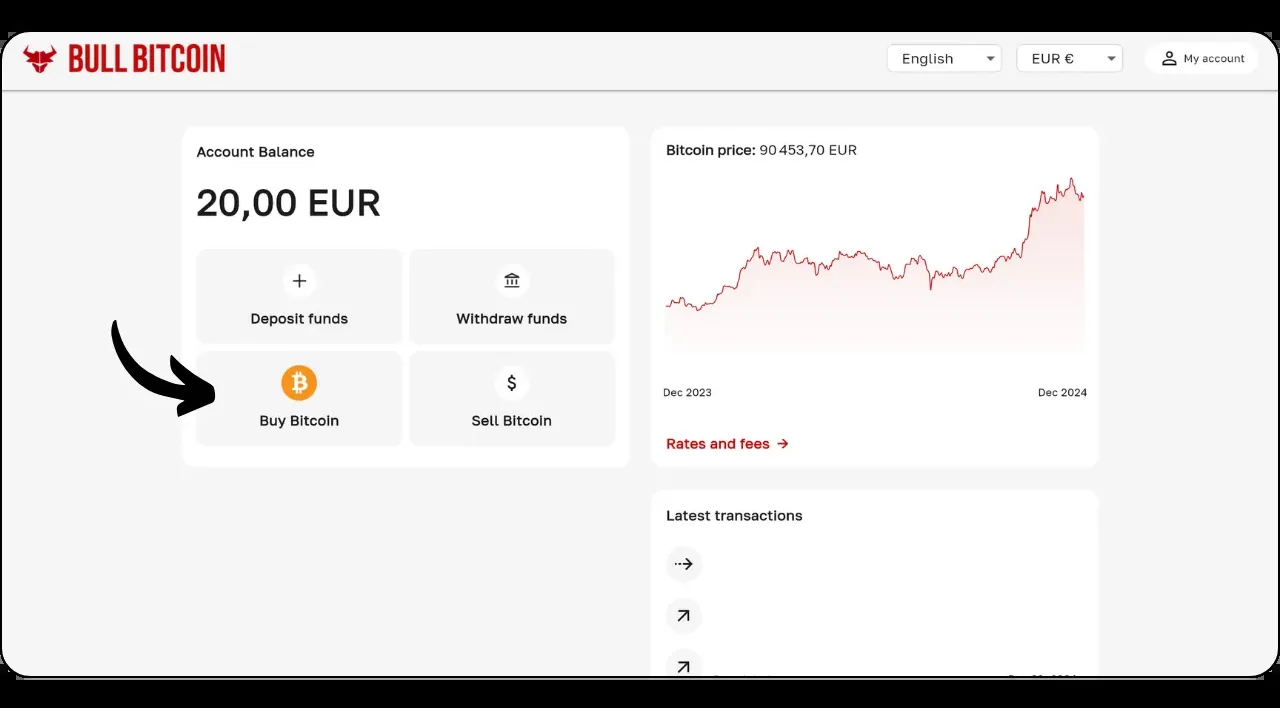 BULL BITCOIN
English
EUR €
My account
Account Balance
20,00 EUR
Deposit funds
Withdraw funds
Buy Bitcoin
Sell Bitcoin
Bitcoin price: 90 453,70 EUR
Dec 2023
Dec 2024
Rates and fees →
Latest transactions